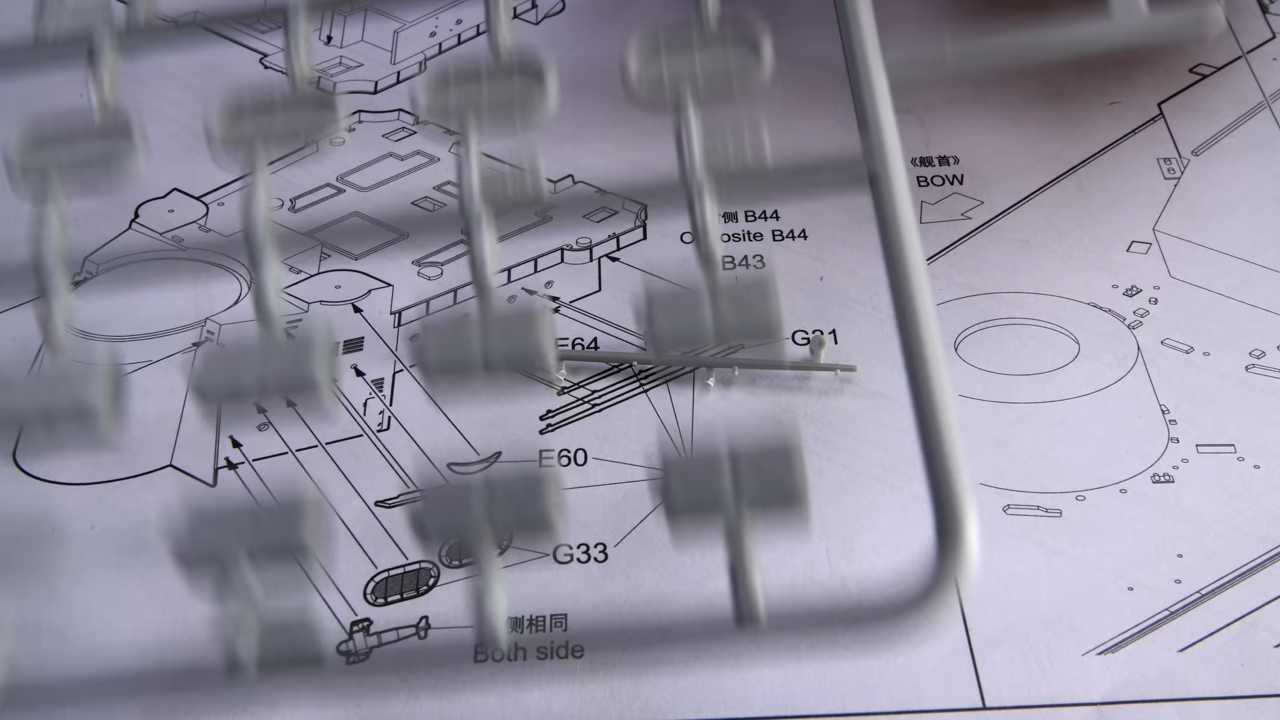 《舰首》
BOW
侧 B44
Opposite B44
B43
G31
E64
E60
G33
侧相同
Both side